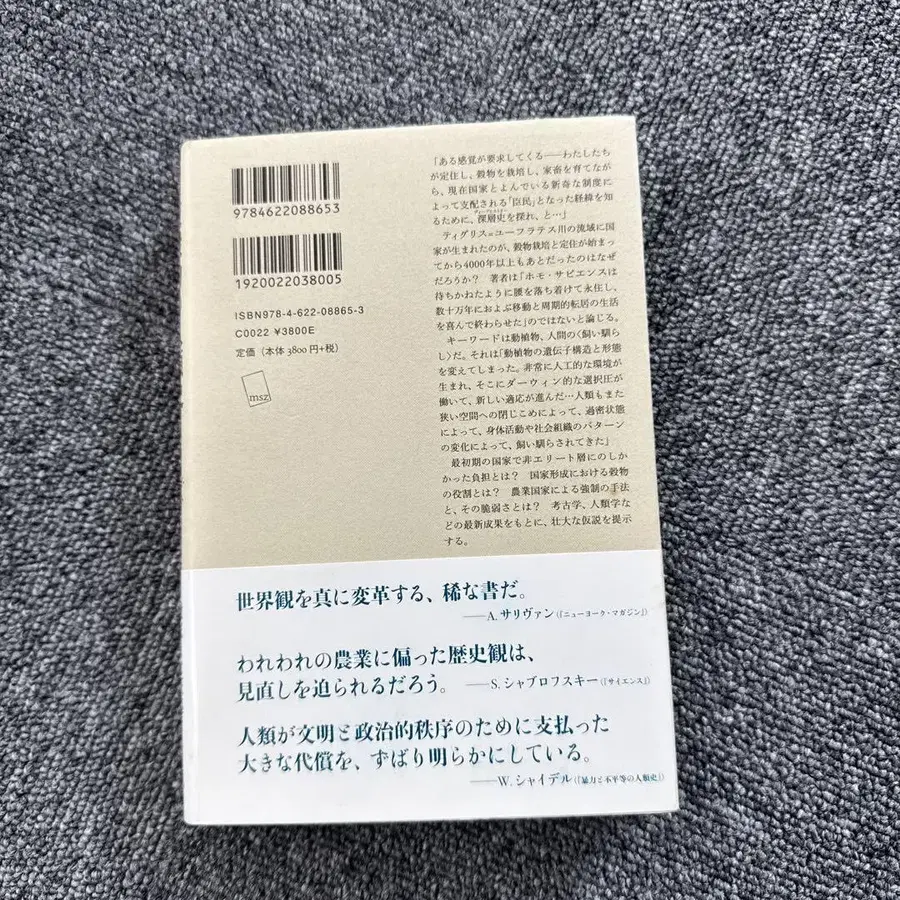 9784622088653
1920022038005
ISBN978-4-622-08865-3
C0022 ¥3800E
定価(本体 3800円+税)
msz
「ある感覚が要求してくる――わたしたち
が定住し、穀物を栽培し、家畜を育てなが
ら、現在国家とよんでいる新奇な制度に
よって支配される「臣民」となった経緯を知
るために、深層史を探れ、と…」
ティグリス=ユーフラテス川の流域に国
家が生まれたのが、穀物栽培と定住が始まっ
てから4000年以上もあとだったのはなぜ
だろうか? 著者は「ホモ・サピエンスは
待ちかねたように腰を落ち着けて永住し、
数十万年におよぶ移動と周期的転居の生活
を喜んで終わらせた」のではないと論じる。
キーワードは動植物、人間の〈飼い馴ら
し〉だ。それは「動植物の遺伝子構造と形態
を変えてしまった。非常に人工的な環境が
生まれ、そこにダーウィン的な選択圧が
働いて、新しい適応が進んだ…人類もまた
狭い空間への閉じこめによって、過密状態
によって、身体活動や社会組織のパターン
の変化によって、飼い馴らされてきた」
最初期の国家で非エリート層にのしか
かった負担とは? 国家形成における穀物
の役割とは? 農業国家による強制の手法
と、その脆弱さとは? 考古学、人類学な
どの最新成果をもとに、壮大な仮説を提示
する。
世界観を真に変革する、稀な書だ。
――A. サリヴァン(『ニューヨーク・マガジン』)
われわれの農業に偏った歴史観は、
見直しを迫られるだろう。 ――S. シャブロフスキー(『サイエンス』)
人類が文明と政治的秩序のために支払った
大きな代償を、ずばり明らかにしている。
――W. シャイデル(『暴力と不平等の人類史』)